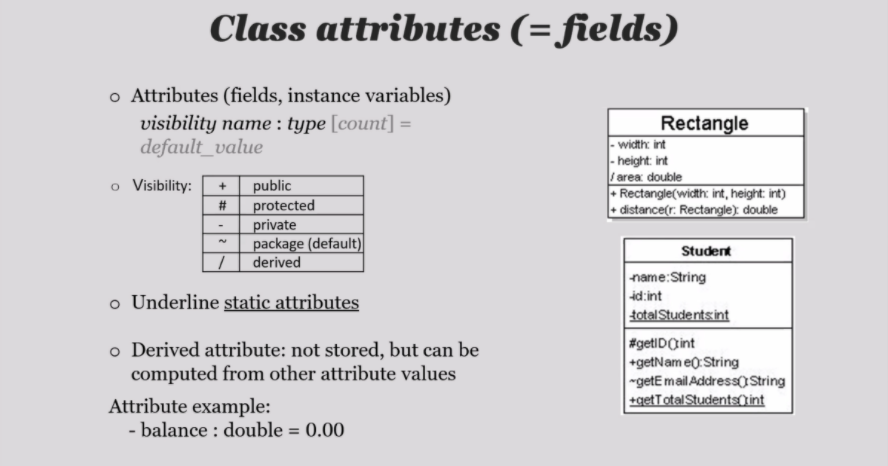 Class attributes (= fields)
o Attributes (fields, instance variables)
visibility name : type [count] =
default_value
o Visibility:
+ public
# protected
- private
~ package (default)
/ derived
o Underline static attributes
o Derived attribute: not stored, but can be
computed from other attribute values
Attribute example:
- balance : double = 0.00
Rectangle
- width: int
- height: int
/ area: double
+ Rectangle(width: int, height: int)
+ distance(r: Rectangle): double
Student
-name:String
-id:int
-totalStudents:int
#getID():int
+getName():String
~getEmailAddress():String
+getTotalStudents():int